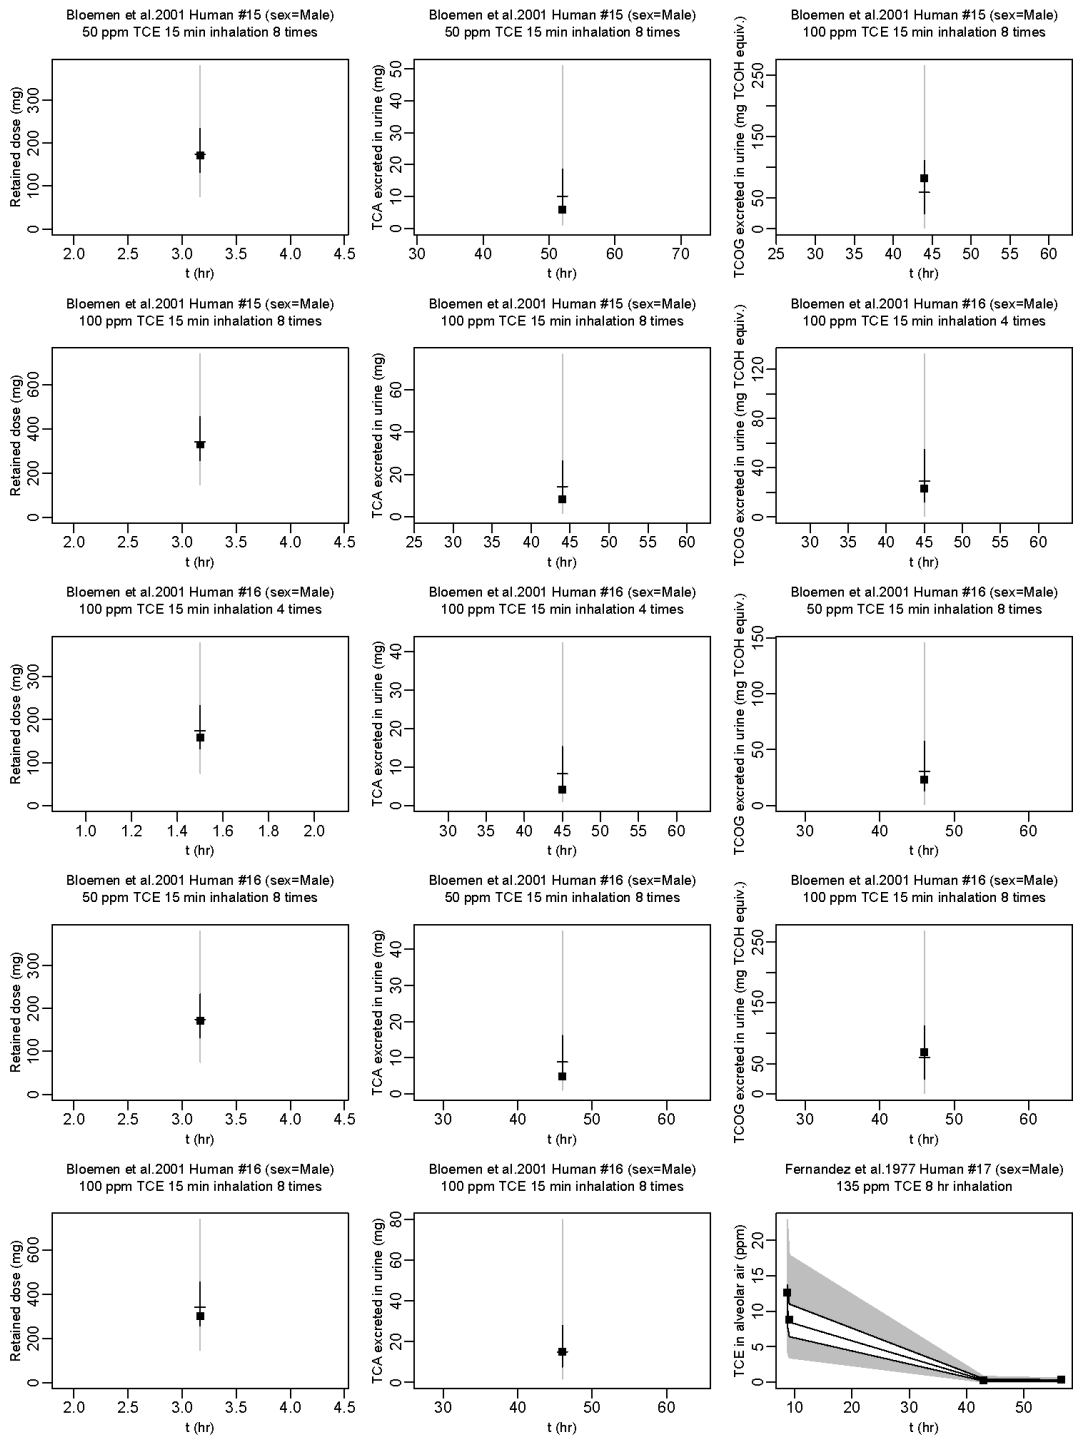 Bloemen et al.2001 Human #15 (sex=Male)
50 ppm TCE 15 min inhalation 8 times
Retained dose (mg)
0 100 200 300
2.0 2.5 3.0 3.5 4.0 4.5
t (hr)
Bloemen et al.2001 Human #15 (sex=Male)
50 ppm TCE 15 min inhalation 8 times
TCA excreted in urine (mg)
0 10 20 30 40 50
30 40 50 60 70
t (hr)
Bloemen et al.2001 Human #15 (sex=Male)
100 ppm TCE 15 min inhalation 8 times
TCOG excreted in urine (mg TCOH equiv.)
0 50 150 250
25 30 35 40 45 50 55 60
t (hr)
Bloemen et al.2001 Human #15 (sex=Male)
100 ppm TCE 15 min inhalation 8 times
Retained dose (mg)
0 200 400 600
2.0 2.5 3.0 3.5 4.0 4.5
t (hr)
Bloemen et al.2001 Human #15 (sex=Male)
100 ppm TCE 15 min inhalation 8 times
TCA excreted in urine (mg)
0 20 40 60
25 30 35 40 45 50 55 60
t (hr)
Bloemen et al.2001 Human #16 (sex=Male)
100 ppm TCE 15 min inhalation 4 times
TCOG excreted in urine (mg TCOH equiv.)
0 40 80 120
30 35 40 45 50 55 60
t (hr)
Bloemen et al.2001 Human #16 (sex=Male)
100 ppm TCE 15 min inhalation 4 times
Retained dose (mg)
0 100 200 300
1.0 1.2 1.4 1.6 1.8 2.0
t (hr)
Bloemen et al.2001 Human #16 (sex=Male)
100 ppm TCE 15 min inhalation 4 times
TCA excreted in urine (mg)
0 10 20 30 40
30 35 40 45 50 55 60
t (hr)
Bloemen et al.2001 Human #16 (sex=Male)
50 ppm TCE 15 min inhalation 8 times
TCOG excreted in urine (mg TCOH equiv.)
0 50 100 150
30 40 50 60
t (hr)
Bloemen et al.2001 Human #16 (sex=Male)
50 ppm TCE 15 min inhalation 8 times
Retained dose (mg)
0 100 200 300
2.0 2.5 3.0 3.5 4.0 4.5
t (hr)
Bloemen et al.2001 Human #16 (sex=Male)
50 ppm TCE 15 min inhalation 8 times
TCA excreted in urine (mg)
0 10 20 30 40
30 40 50 60
t (hr)
Bloemen et al.2001 Human #16 (sex=Male)
100 ppm TCE 15 min inhalation 8 times
TCOG excreted in urine (mg TCOH equiv.)
0 50 150 250
30 40 50 60
t (hr)
Bloemen et al.2001 Human #16 (sex=Male)
100 ppm TCE 15 min inhalation 8 times
Retained dose (mg)
0 200 400 600
2.0 2.5 3.0 3.5 4.0 4.5
t (hr)
Bloemen et al.2001 Human #16 (sex=Male)
100 ppm TCE 15 min inhalation 8 times
TCA excreted in urine (mg)
0 20 40 60 80
30 40 50 60
t (hr)
Fernandez et al.1977 Human #17 (sex=Male)
135 ppm TCE 8 hr inhalation
TCE in alveolar air (ppm)
0 5 10 15 20
10 20 30 40 50
t (hr)